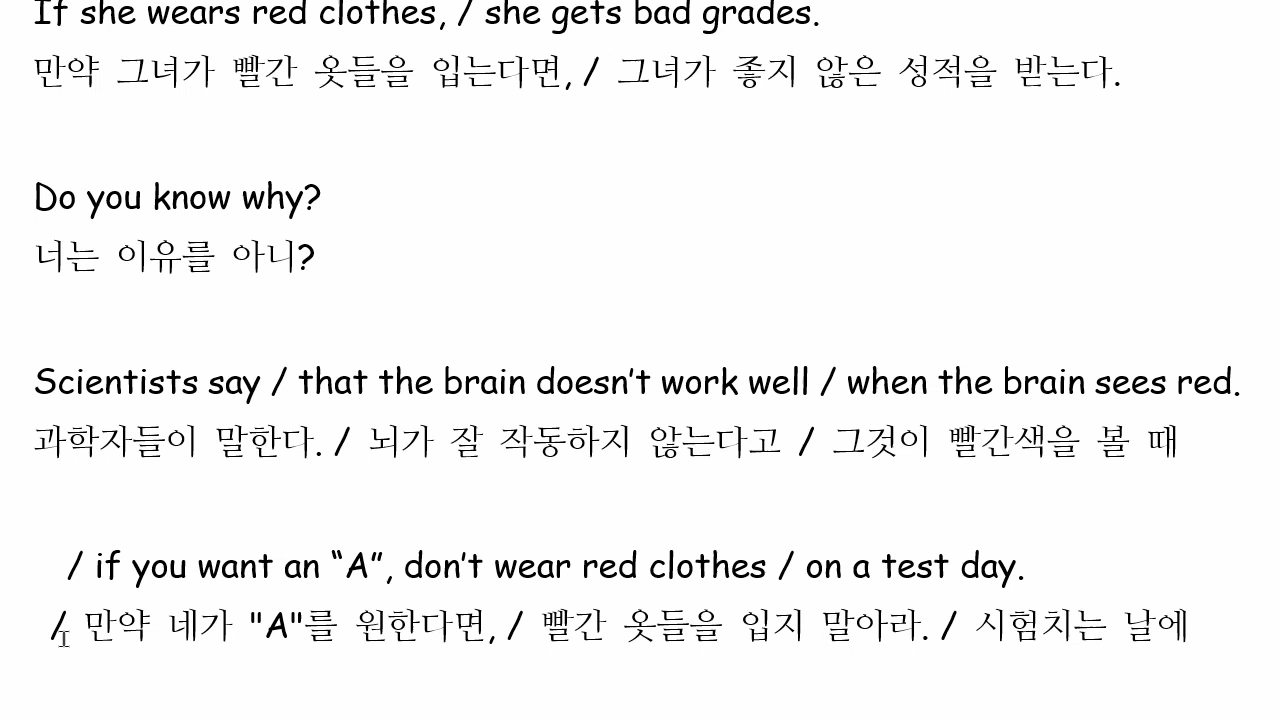 If she wears red clothes, / she gets bad grades.
만약 그녀가 빨간 옷들을 입는다면, / 그녀가 좋지 않은 성적을 받는다.
Do you know why?
너는 이유를 아니?
Scientists say / that the brain doesn’t work well / when the brain sees red.
과학자들이 말한다. / 뇌가 잘 작동하지 않는다고 / 그것이 빨간색을 볼 때
/ if you want an “A”, don’t wear red clothes / on a test day.
/ 만약 네가 "A"를 원한다면, / 빨간 옷들을 입지 말아라. / 시험치는 날에